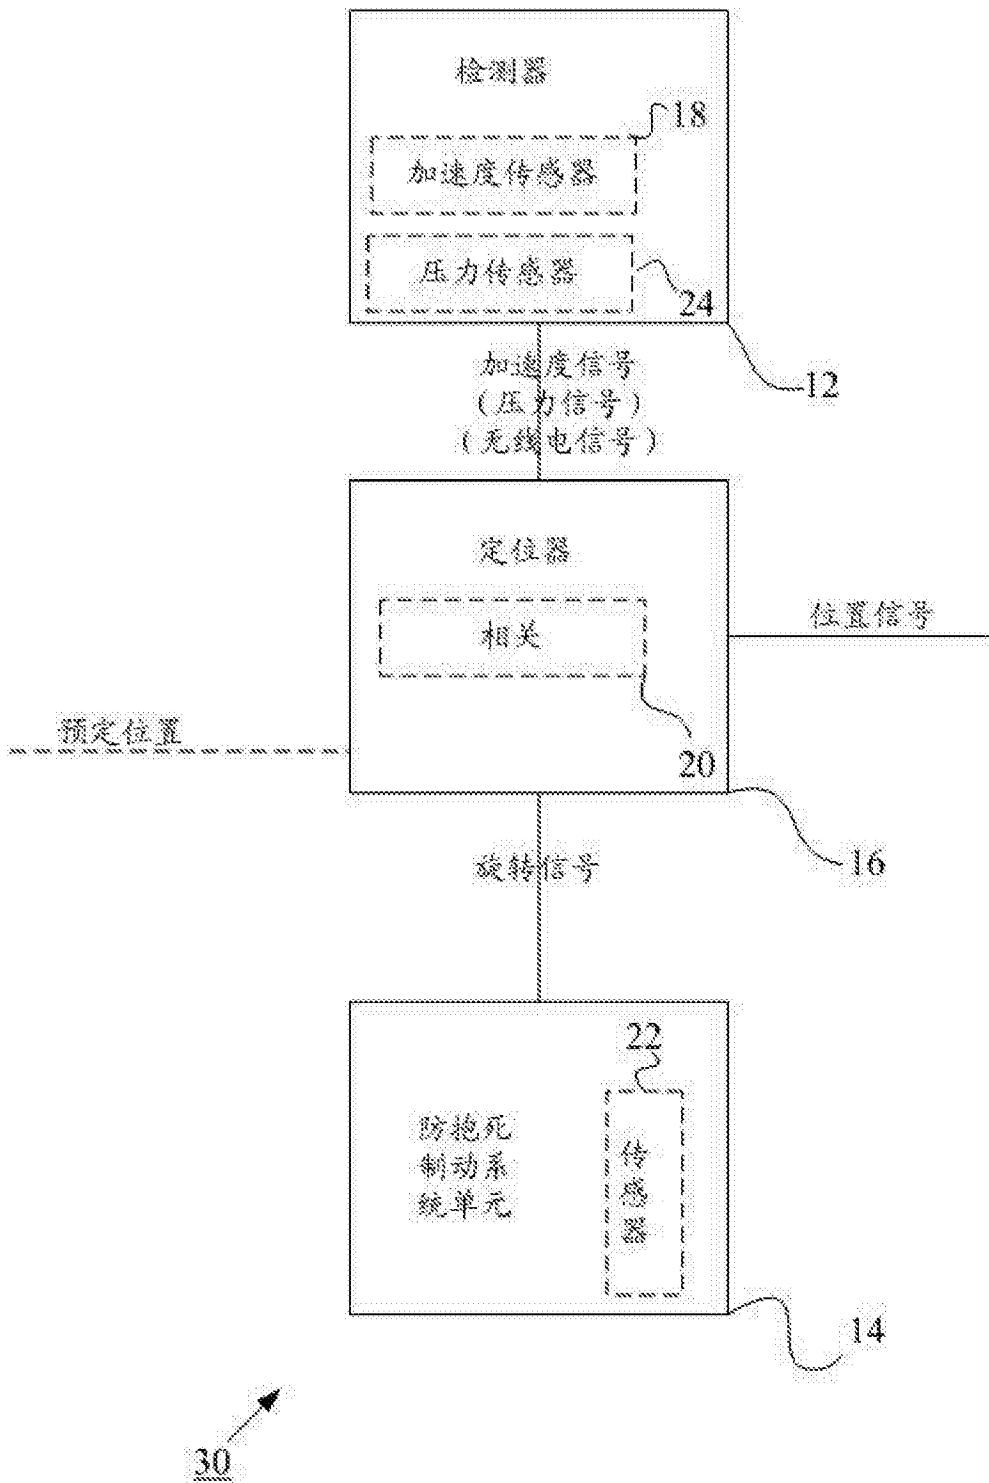 检测器
18
加速度传感器
压力传感器
24
12
加速度信号
(压力信号)
(无线电信号)
定位器
相关
位置信号
预定位置
20
16
旋转信号
22
防抱死
制动系
统单元
传感器
14
30